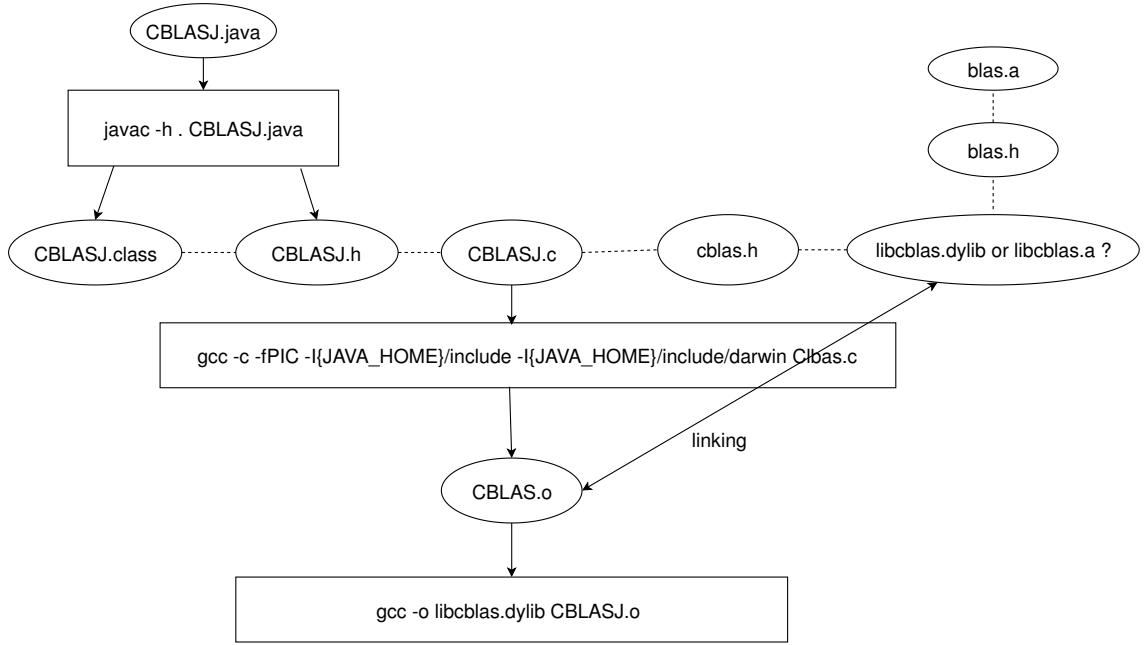 CBLASJ.java
blas.a
javac -h . CBLASJ.java
blas.h
CBLASJ.class
CBLASJ.h
CBLASJ.c
cblas.h
libcblas.dylib or libcblas.a ?
gcc -c -fPIC -I{JAVA_HOME}/include -I{JAVA_HOME}/include/darwin Clbas.c
linking
CBLAS.o
gcc -o libcblas.dylib CBLASJ.o